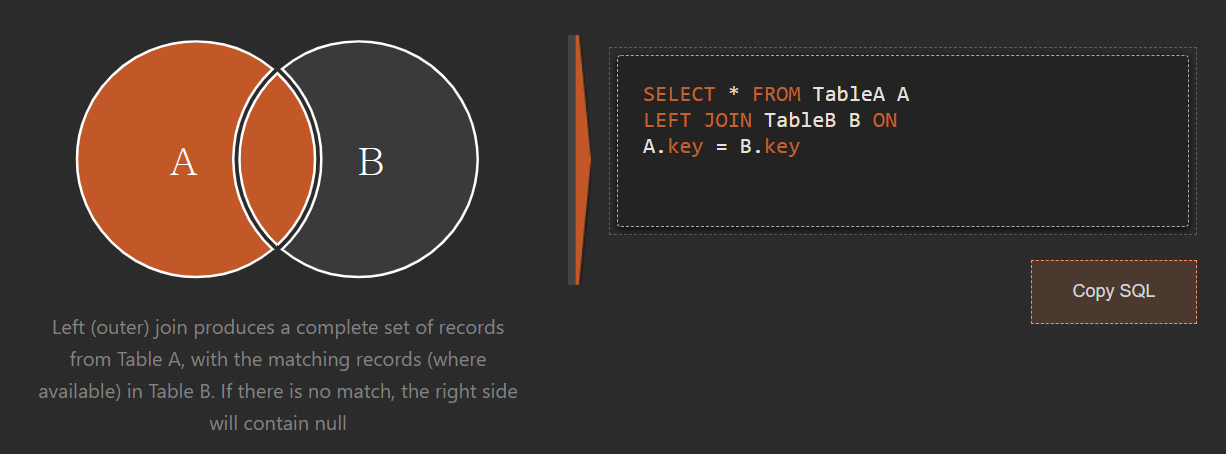 A
B
SELECT * FROM TableA A
LEFT JOIN TableB B ON
A.key = B.key
Copy SQL
Left (outer) join produces a complete set of records
from Table A, with the matching records (where
available) in Table B. If there is no match, the right side
will contain null